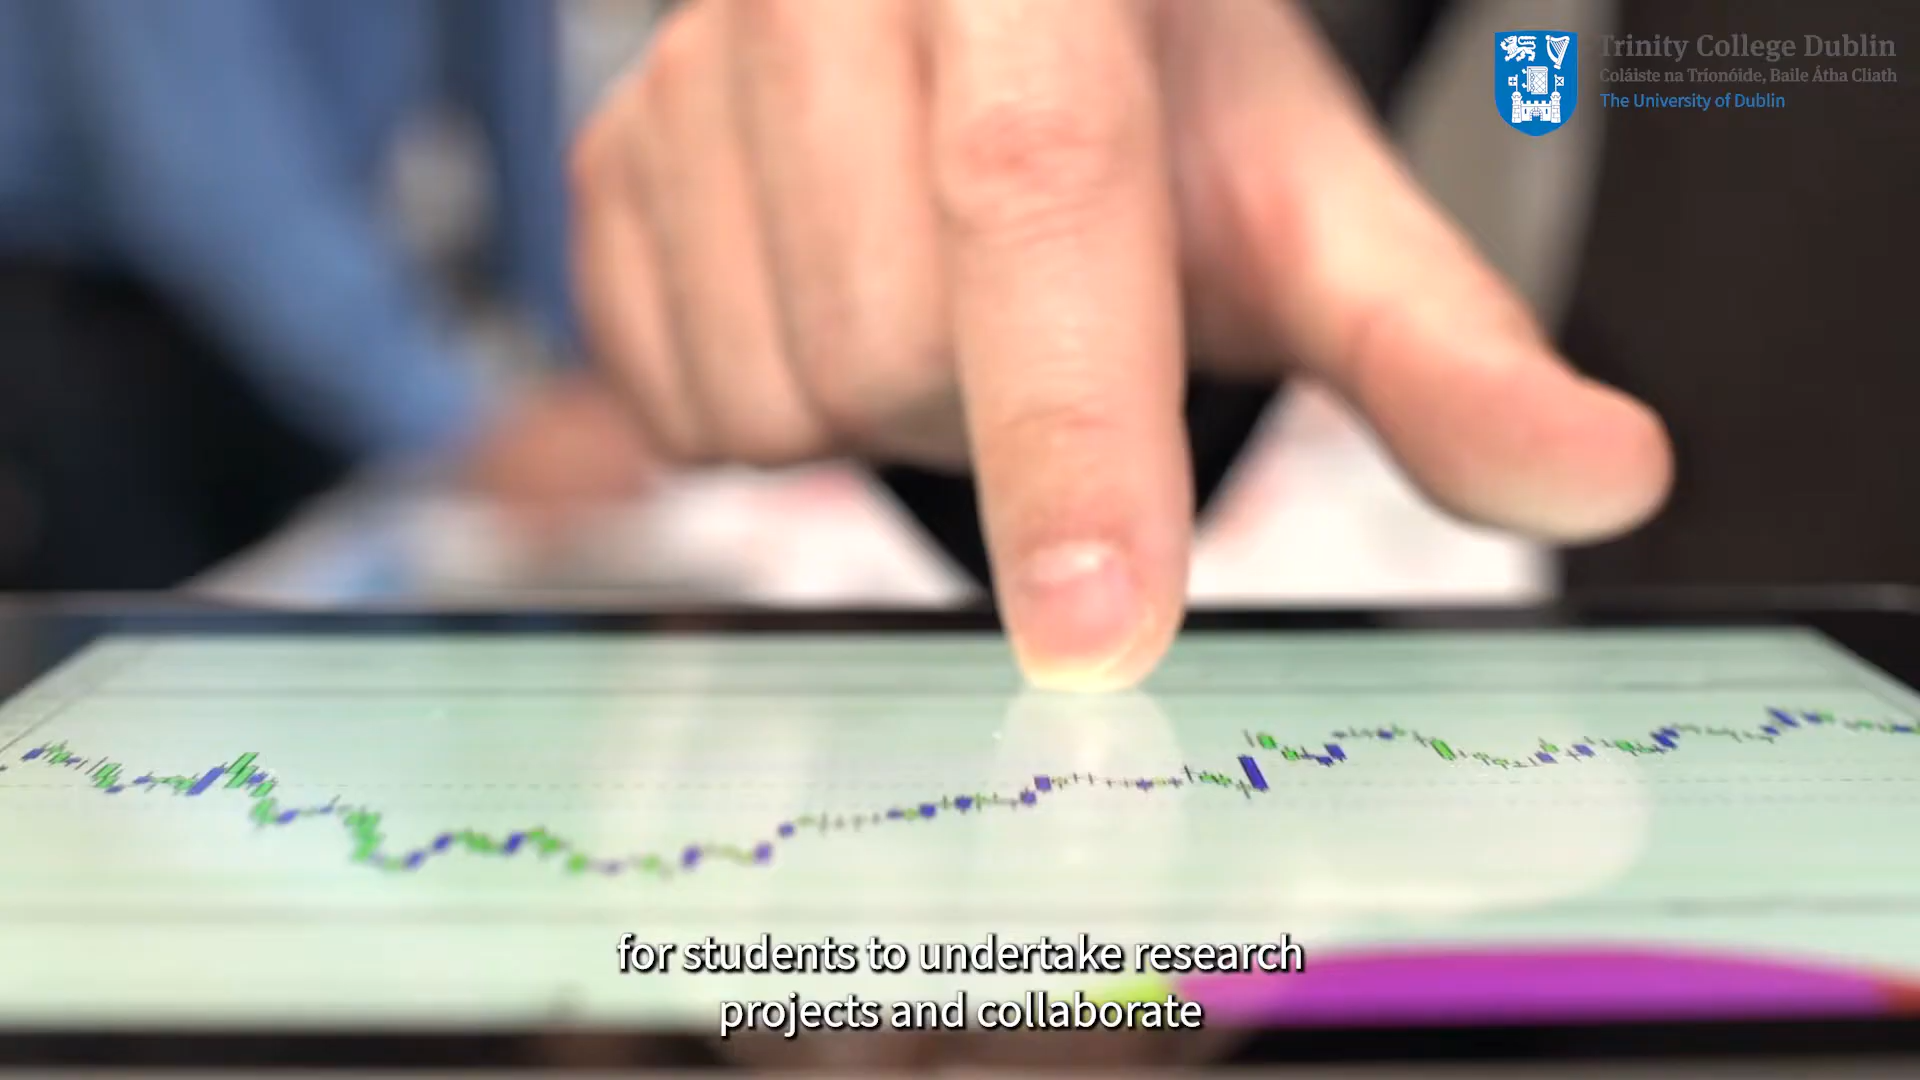 Trinity College Dublin
Coláiste na Tríonóide, Baile Átha Cliath
The University of Dublin
for students to undertake research
projects and collaborate